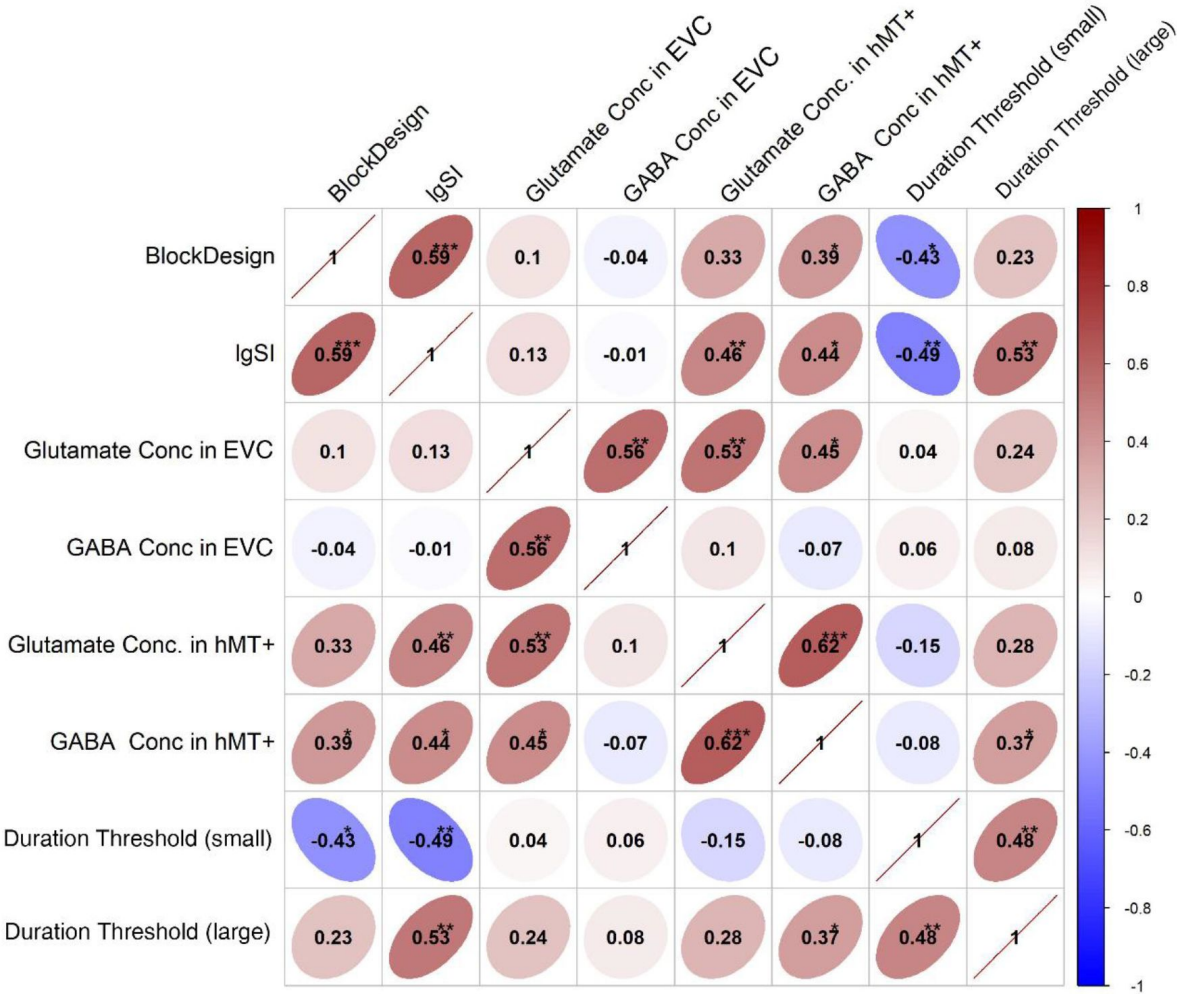 BlockDesign
lgSI
Glutamate Conc in EVC
GABA Conc in EVC
Glutamate Conc. in hMT+
GABA Conc in hMT+
Duration Threshold (small)
Duration Threshold (large)
BlockDesign 1 0.59*** 0.1 -0.04 0.33 0.39* -0.43* 0.23
lgSI 0.59*** 1 0.13 -0.01 0.46** 0.44* -0.49** 0.53**
Glutamate Conc in EVC 0.1 0.13 1 0.56** 0.53** 0.45* 0.04 0.24
GABA Conc in EVC -0.04 -0.01 0.56** 1 0.1 -0.07 0.06 0.08
Glutamate Conc. in hMT+ 0.33 0.46** 0.53** 0.1 1 0.62*** -0.15 0.28
GABA Conc in hMT+ 0.39* 0.44* 0.45* -0.07 0.62*** 1 -0.08 0.37*
Duration Threshold (small) -0.43* -0.49** 0.04 0.06 -0.15 -0.08 1 0.48**
Duration Threshold (large) 0.23 0.53** 0.24 0.08 0.28 0.37* 0.48** 1
1
0.8
0.6
0.4
0.2
0
-0.2
-0.4
-0.6
-0.8
-1